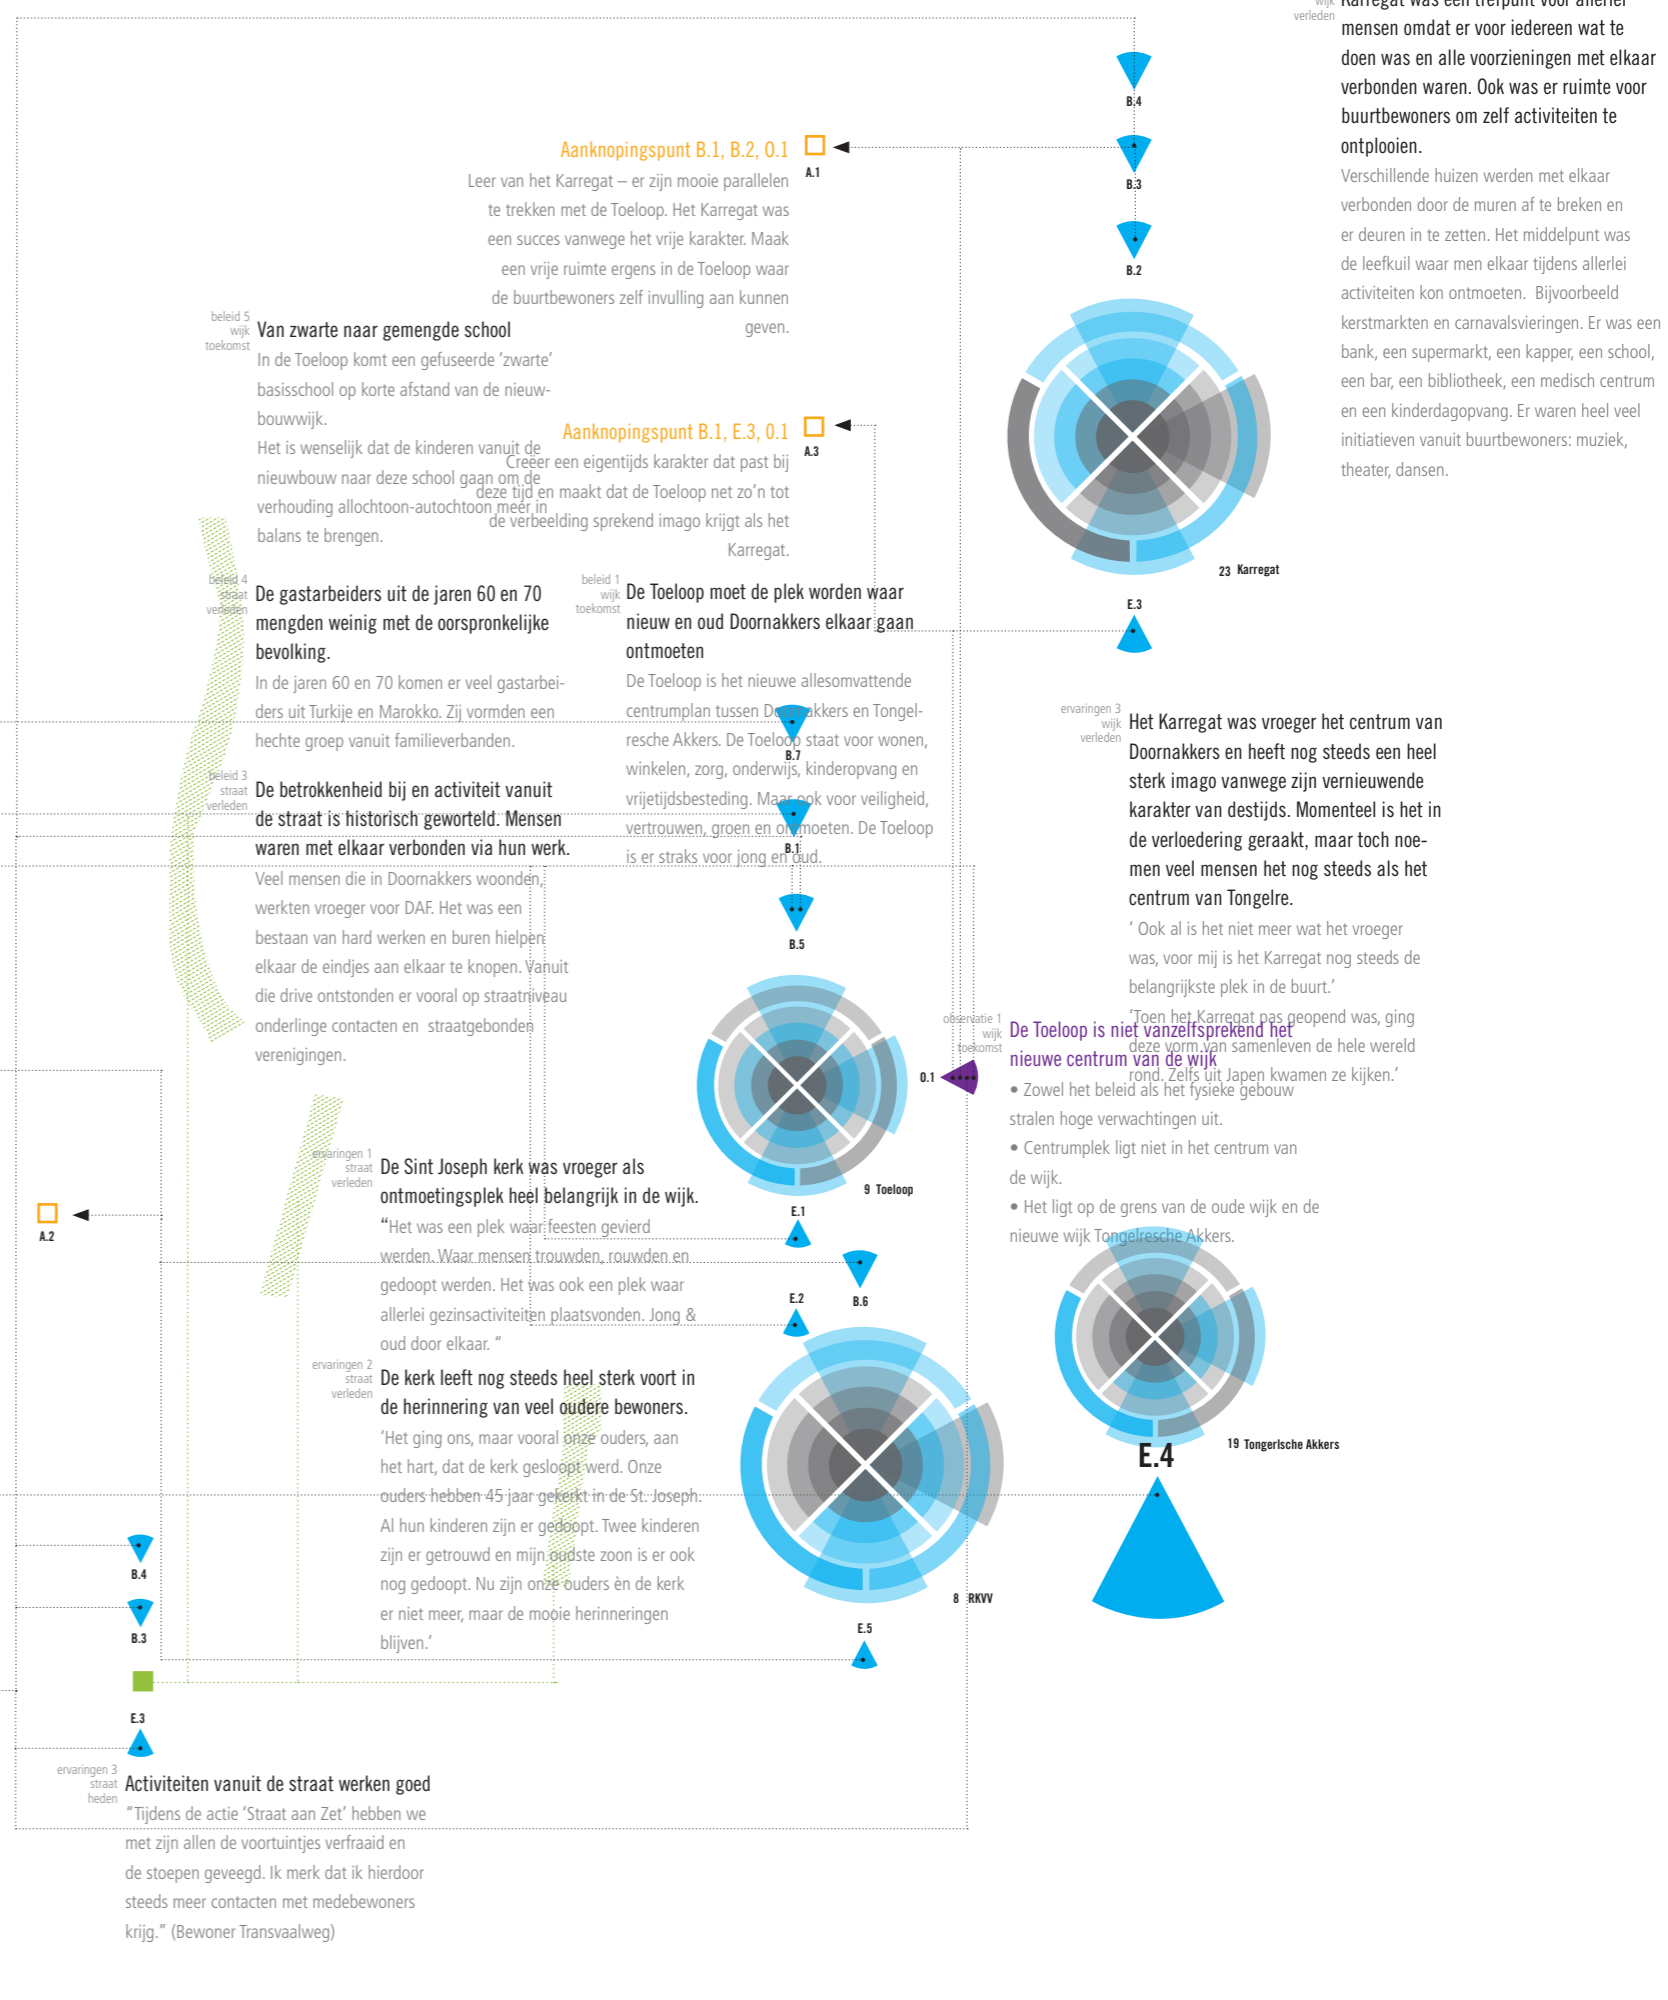 wijk
verleden
Karregat was een trefpunt voor allerlei
mensen omdat er voor iedereen wat te
doen was en alle voorzieningen met elkaar
verbonden waren. Ook was er ruimte voor
buurtbewoners om zelf activiteiten te
ontplooien.
Verschillende huizen werden met elkaar
verbonden door de muren af te breken en
er deuren in te zetten. Het middelpunt was
de leefkuil waar men elkaar tijdens allerlei
activiteiten kon ontmoeten. Bijvoorbeeld
kerstmarkten en carnavalsvieringen. Er was een
bank, een supermarkt, een kapper, een school,
een bar, een bibliotheek, een medisch centrum
en een kinderdagopvang. Er waren heel veel
initiatieven vanuit buurtbewoners: muziek,
theater, dansen.
B.4
B.3
B.2
Aanknopingspunt B.1, B.2, O.1
A.1
Leer van het Karregat – er zijn mooie parallelen
te trekken met de Toeloop. Het Karregat was
een succes vanwege het vrije karakter. Maak
een vrije ruimte ergens in de Toeloop waar
de buurtbewoners zelf invulling aan kunnen
geven.
beleid 5
wijk
toekomst
Van zwarte naar gemengde school
In de Toeloop komt een gefuseerde ‘zwarte’
basisschool op korte afstand van de nieuw-
bouwwijk.
Het is wenselijk dat de kinderen vanuit de
nieuwbouw naar deze school gaan om de
verhouding allochtoon-autochtoon meer in
balans te brengen.
Aanknopingspunt B.1, E.3, O.1
A.3
Creëer een eigentijds karakter dat past bij
deze tijd en maakt dat de Toeloop net zo’n tot
de verbeelding sprekend imago krijgt als het
Karregat.
23 Karregat
E.3
beleid 4
straat
verleden
De gastarbeiders uit de jaren 60 en 70
mengden weinig met de oorspronkelijke
bevolking.
In de jaren 60 en 70 komen er veel gastarbei-
ders uit Turkije en Marokko. Zij vormden een
hechte groep vanuit familieverbanden.
beleid 1
wijk
toekomst
De Toeloop moet de plek worden waar
nieuw en oud Doornakkers elkaar gaan
ontmoeten
De Toeloop is het nieuwe allesomvattende
centrumplan tussen Doornakkers en Tongel-
resche Akkers. De Toeloop staat voor wonen,
winkelen, zorg, onderwijs, kinderopvang en
vrijetijdsbesteding. Maar ook voor veiligheid,
vertrouwen, groen en ontmoeten. De Toeloop
is er straks voor jong en oud.
B.7
B.1
B.5
beleid 3
straat
verleden
De betrokkenheid bij en activiteit vanuit
de straat is historisch geworteld. Mensen
waren met elkaar verbonden via hun werk.
Veel mensen die in Doornakkers woonden,
werkten vroeger voor DAF. Het was een
bestaan van hard werken en buren hielpen
elkaar de eindjes aan elkaar te knopen. Vanuit
die drive ontstonden er vooral op straatniveau
onderlinge contacten en straatgebonden
verenigingen.
ervaringen 3
wijk
verleden
Het Karregat was vroeger het centrum van
Doornakkers en heeft nog steeds een heel
sterk imago vanwege zijn vernieuwende
karakter van destijds. Momenteel is het in
de verloedering geraakt, maar toch noe-
men veel mensen het nog steeds als het
centrum van Tongelre.
‘ Ook al is het niet meer wat het vroeger
was, voor mij is het Karregat nog steeds de
belangrijkste plek in de buurt.’
‘Toen het Karregat pas geopend was, ging
deze vorm van samenleven de hele wereld
rond. Zelfs uit Japen kwamen ze kijken.’
observatie 1
wijk
toekomst
O.1
De Toeloop is niet vanzelfsprekend het
nieuwe centrum van de wijk
• Zowel het beleid als het fysieke gebouw
stralen hoge verwachtingen uit.
• Centrumplek ligt niet in het centrum van
de wijk.
• Het ligt op de grens van de oude wijk en de
nieuwe wijk Tongelresche Akkers.
9 Toeloop
E.1
B.6
E.2
ervaringen 1
straat
verleden
De Sint Joseph kerk was vroeger als
ontmoetingsplek heel belangrijk in de wijk.
“Het was een plek waar feesten gevierd
werden. Waar mensen trouwden, rouwden en
gedoopt werden. Het was ook een plek waar
allerlei gezinsactiviteiten plaatsvonden. Jong &
oud door elkaar. “
A.2
ervaringen 2
straat
verleden
De kerk leeft nog steeds heel sterk voort in
de herinnering van veel oudere bewoners.
‘Het ging ons, maar vooral onze ouders, aan
het hart, dat de kerk gesloopt werd. Onze
ouders hebben 45 jaar gekerkt in de St. Joseph.
Al hun kinderen zijn er gedoopt. Twee kinderen
zijn er getrouwd en mijn oudste zoon is er ook
nog gedoopt. Nu zijn onze ouders èn de kerk
er niet meer, maar de mooie herinneringen
blijven.’
19 Tongerlsche Akkers
E.4
8 RKVV
E.5
B.4
B.3
E.3
ervaringen 3
straat
heden
Activiteiten vanuit de straat werken goed
“Tijdens de actie ‘Straat aan Zet’ hebben we
met zijn allen de voortuintjes verfraaid en
de stoepen geveegd. Ik merk dat ik hierdoor
steeds meer contacten met medebewoners
krijg.” (Bewoner Transvaalweg)